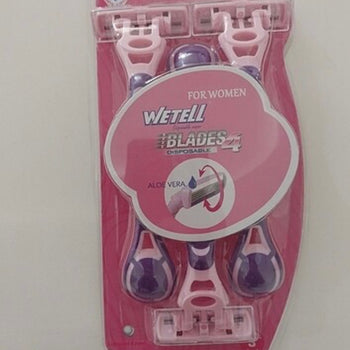 FOR WOMEN
WETELL
BLADES 4
DISPOSABLE
ALOE VERA